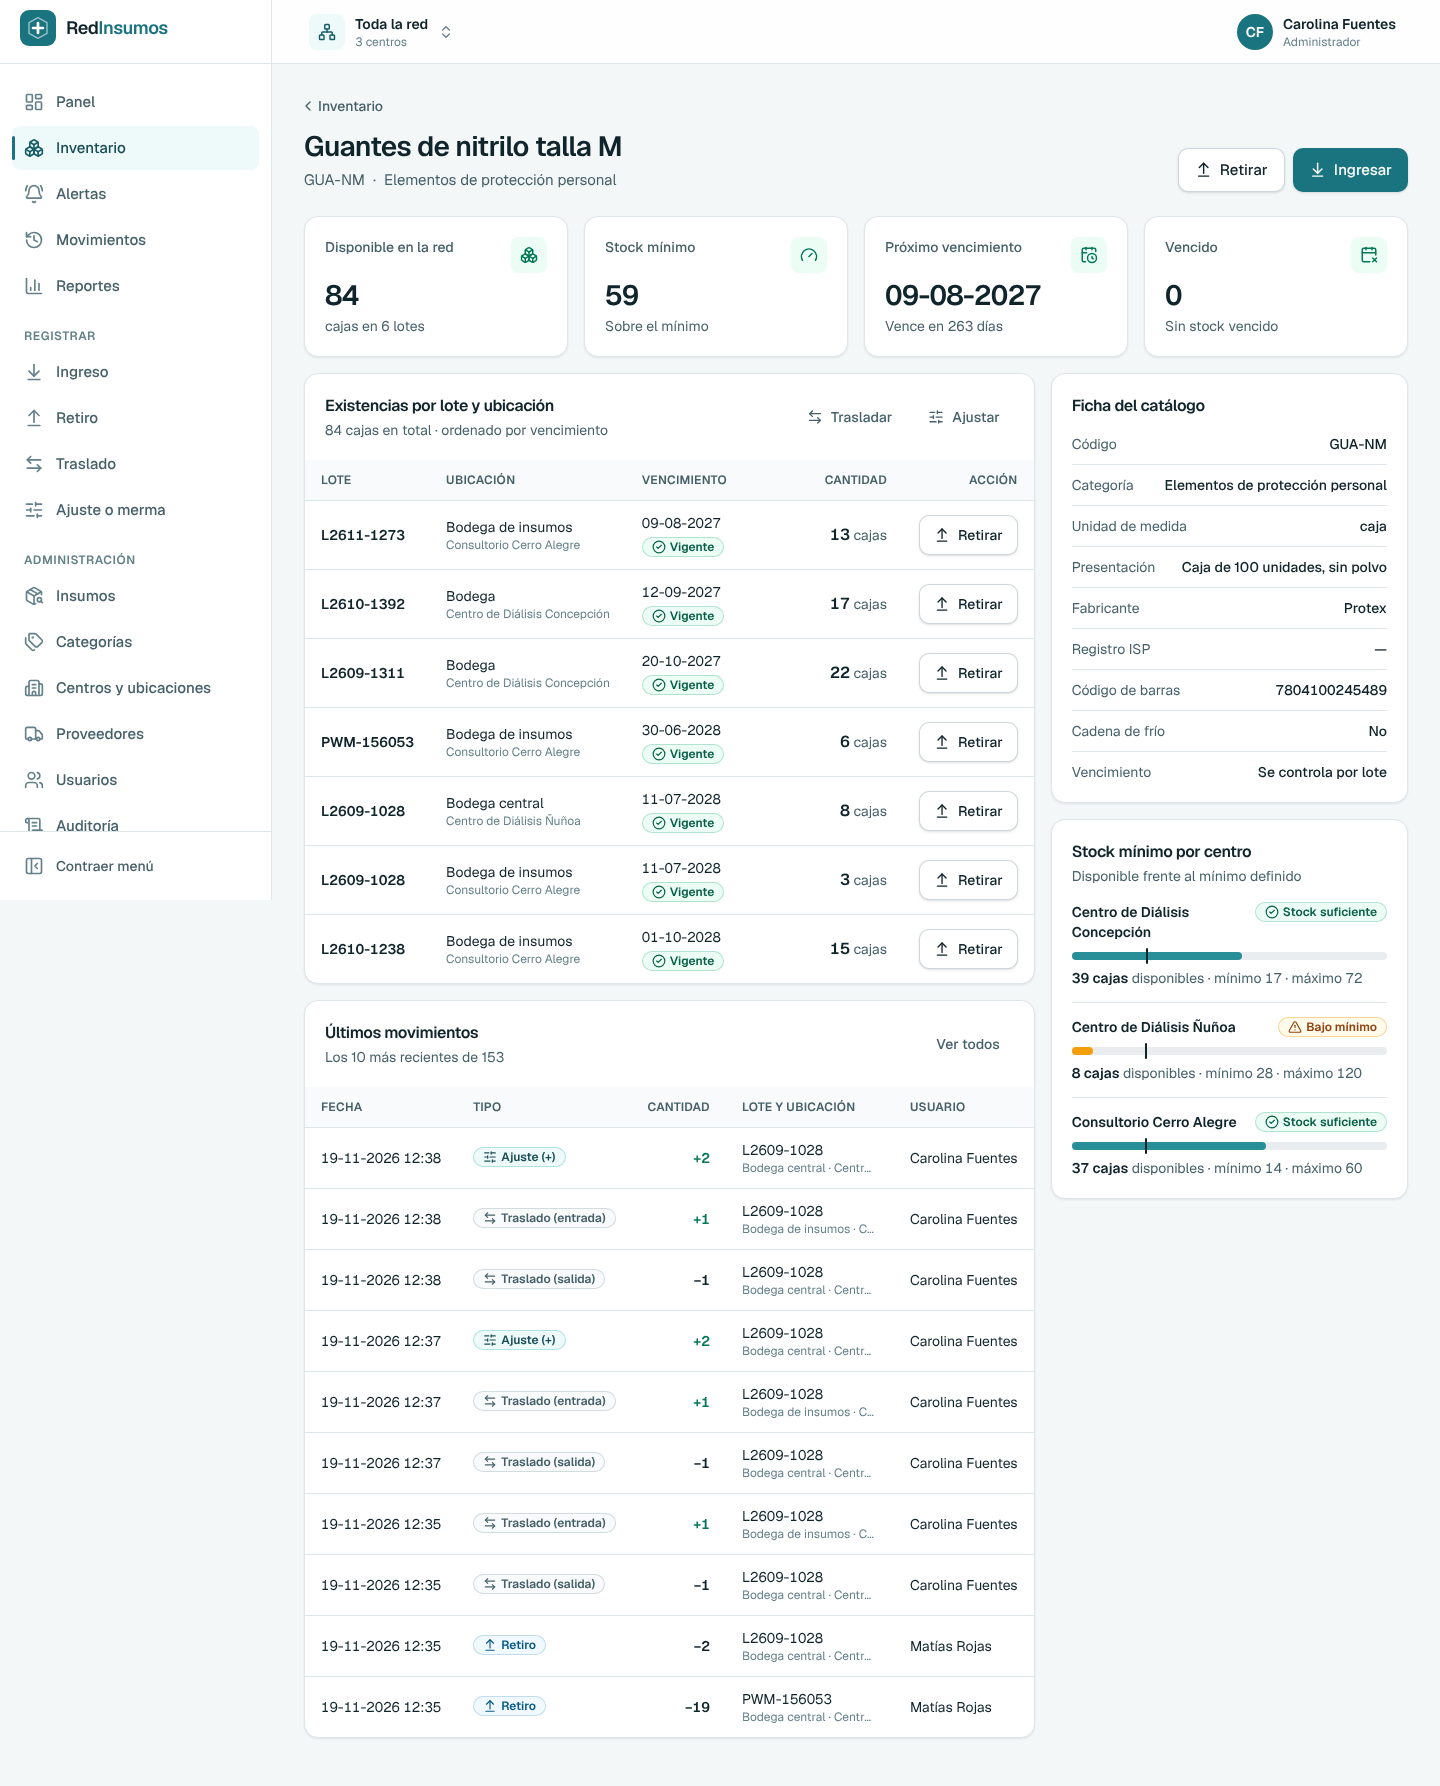 RedInsumos
Toda la red
3 centros
CF
Carolina Fuentes
Administrador
Panel
Inventario
Alertas
Movimientos
Reportes
REGISTRAR
Ingreso
Retiro
Traslado
Ajuste o merma
ADMINISTRACIÓN
Insumos
Categorías
Centros y ubicaciones
Proveedores
Usuarios
Auditoría
Contraer menú
Inventario
Guantes de nitrilo talla M
GUA-NM · Elementos de protección personal
Retirar
Ingresar
Disponible en la red
84
cajas en 6 lotes
Stock mínimo
59
Sobre el mínimo
Próximo vencimiento
09-08-2027
Vence en 263 días
Vencido
0
Sin stock vencido
Existencias por lote y ubicación
84 cajas en total · ordenado por vencimiento
Trasladar
Ajustar
LOTE UBICACIÓN VENCIMIENTO CANTIDAD ACCIÓN
L2611-1273 Bodega de insumos 09-08-2027 13 cajas Retirar
Consultorio Cerro Alegre Vigente
L2610-1392 Bodega 12-09-2027 17 cajas Retirar
Centro de Diálisis Concepción Vigente
L2609-1311 Bodega 20-10-2027 22 cajas Retirar
Centro de Diálisis Concepción Vigente
PWM-156053 Bodega de insumos 30-06-2028 6 cajas Retirar
Consultorio Cerro Alegre Vigente
L2609-1028 Bodega central 11-07-2028 8 cajas Retirar
Centro de Diálisis Ñuñoa Vigente
L2609-1028 Bodega de insumos 11-07-2028 3 cajas Retirar
Consultorio Cerro Alegre Vigente
L2610-1238 Bodega de insumos 01-10-2028 15 cajas Retirar
Consultorio Cerro Alegre Vigente
Últimos movimientos
Los 10 más recientes de 153
Ver todos
FECHA TIPO CANTIDAD LOTE Y UBICACIÓN USUARIO
19-11-2026 12:38 Ajuste (+) +2 L2609-1028 Carolina Fuentes
Bodega central · Centr…
19-11-2026 12:38 Traslado (entrada) +1 L2609-1028 Carolina Fuentes
Bodega de insumos · C…
19-11-2026 12:38 Traslado (salida) −1 L2609-1028 Carolina Fuentes
Bodega central · Centr…
19-11-2026 12:37 Ajuste (+) +2 L2609-1028 Carolina Fuentes
Bodega central · Centr…
19-11-2026 12:37 Traslado (entrada) +1 L2609-1028 Carolina Fuentes
Bodega de insumos · C…
19-11-2026 12:37 Traslado (salida) −1 L2609-1028 Carolina Fuentes
Bodega central · Centr…
19-11-2026 12:35 Traslado (entrada) +1 L2609-1028 Carolina Fuentes
Bodega de insumos · C…
19-11-2026 12:35 Traslado (salida) −1 L2609-1028 Carolina Fuentes
Bodega central · Centr…
19-11-2026 12:35 Retiro −2 L2609-1028 Matías Rojas
Bodega central · Centr…
19-11-2026 12:35 Retiro −19 PWM-156053 Matías Rojas
Bodega central · Centr…
Ficha del catálogo
Código GUA-NM
Categoría Elementos de protección personal
Unidad de medida caja
Presentación Caja de 100 unidades, sin polvo
Fabricante Protex
Registro ISP —
Código de barras 7804100245489
Cadena de frío No
Vencimiento Se controla por lote
Stock mínimo por centro
Disponible frente al mínimo definido
Centro de Diálisis Stock suficiente
Concepción
39 cajas disponibles · mínimo 17 · máximo 72
Centro de Diálisis Ñuñoa Bajo mínimo
8 cajas disponibles · mínimo 28 · máximo 120
Consultorio Cerro Alegre Stock suficiente
37 cajas disponibles · mínimo 14 · máximo 60